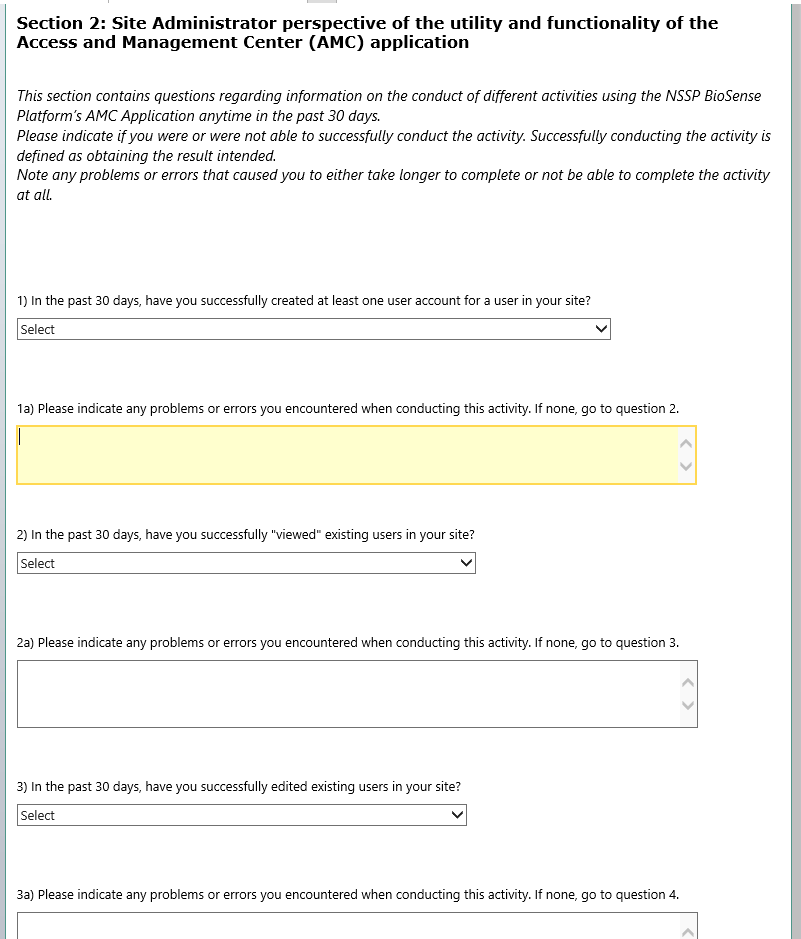 Section 2: Site Administrator perspective of the utility and functionality of the
Access and Management Center (AMC) application
This section contains questions regarding information on the conduct of different activities using the NSSP BioSense
Platform's AMC Application anytime in the past 30 days.
Please indicate if you were or were not able to successfully conduct the activity. Successfully conducting the activity is
defined as obtaining the result intended.
Note any problems or errors that caused you to either take longer to complete or not be able to complete the activity
at all.
1) In the past 30 days, have you successfully created at least one user account for a user in your site?
Select
1a) Please indicate any problems or errors you encountered when conducting this activity. If none, go to question 2.
2) In the past 30 days, have you successfully "viewed" existing users in your site?
Select
2a) Please indicate any problems or errors you encountered when conducting this activity. If none, go to question 3.
3) In the past 30 days, have you successfully edited existing users in your site?
Select
3a) Please indicate any problems or errors you encountered when conducting this activity. If none, go to question 4.